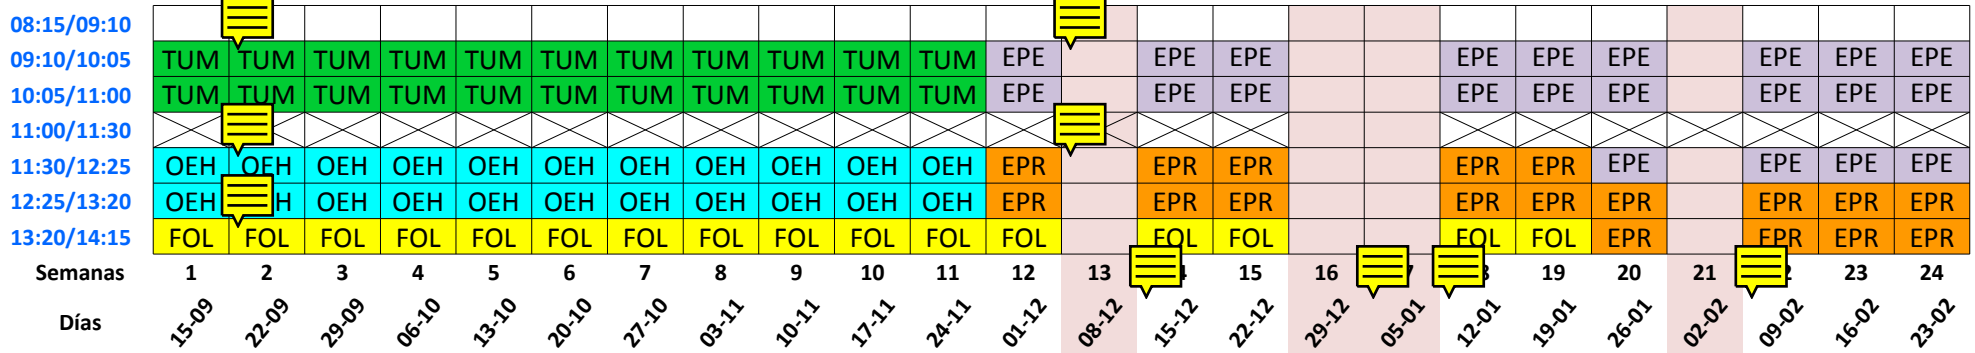 08:15/09:10
09:10/10:05 TUM TUM TUM TUM TUM TUM TUM TUM TUM TUM TUM EPE EPE EPE EPE EPE EPE EPE EPE EPE
10:05/11:00 TUM TUM TUM TUM TUM TUM TUM TUM TUM TUM TUM EPE EPE EPE EPE EPE EPE EPE EPE EPE
11:00/11:30
11:30/12:25 OEH OEH OEH OEH OEH OEH OEH OEH OEH OEH OEH EPR EPR EPR EPR EPR EPE EPE EPE EPE
12:25/13:20 OEH H OEH OEH OEH OEH OEH OEH OEH OEH OEH EPR EPR EPR EPR EPR EPR EPR EPR EPR
13:20/14:15 FOL FOL FOL FOL FOL FOL FOL FOL FOL FOL FOL FOL FOL FOL FOL FOL EPR EPR EPR EPR
Semanas 1 2 3 4 5 6 7 8 9 10 11 12 13 15 16 19 20 21 23 24
Días 15-09 22-09 29-09 06-10 13-10 20-10 27-10 03-11 10-11 17-11 24-11 01-12 08-12 15-12 22-12 29-12 05-01 12-01 19-01 26-01 02-02 09-02 16-02 23-02